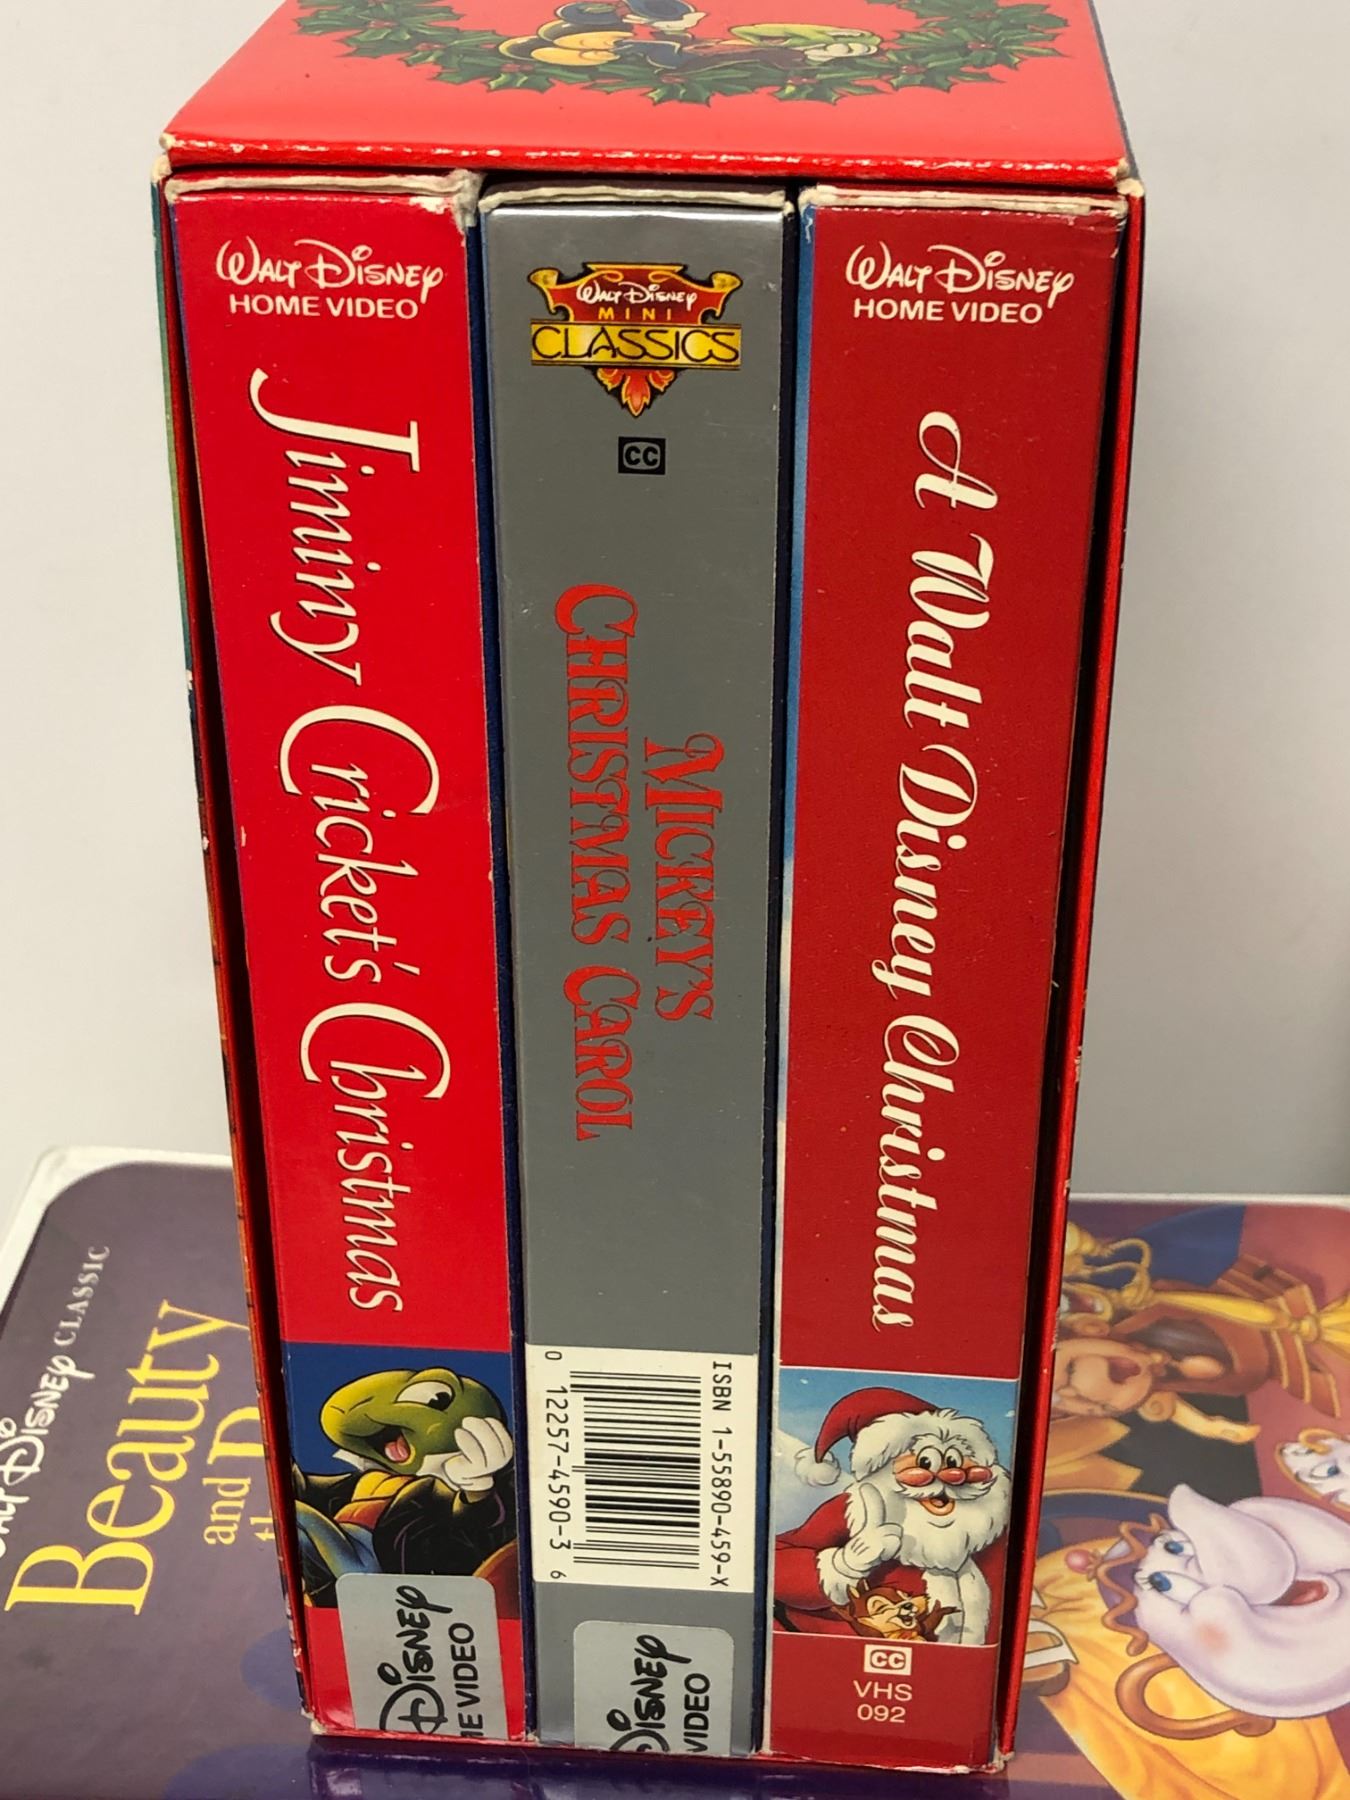 WALT DISNEY
HOME VIDEO
Jiminy Cricket's Christmas
DISNEY
VIDEO
WALT DISNEY
MINI
CLASSICS
CC
MICKEY'S
CHRISTMAS CAROL
ISBN 1-55890-459-X
0 12257-4590-3 6
DISNEY
VIDEO
WALT DISNEY
HOME VIDEO
A Walt Disney Christmas
CC
VHS
092
DISNEY CLASSIC
Beauty
and